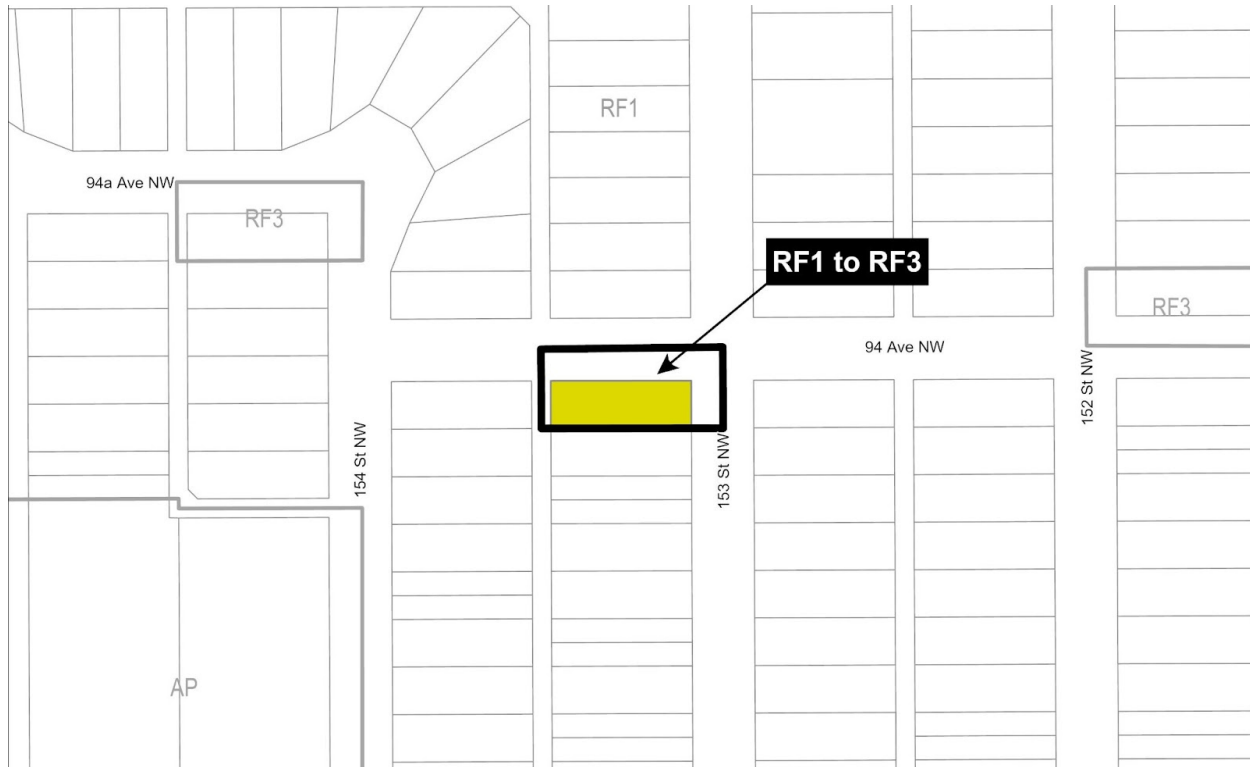 RF1
94a Ave NW
RF3
RF1 to RF3
RF3
94 Ave NW
152 St NW
154 St NW
153 St NW
AP